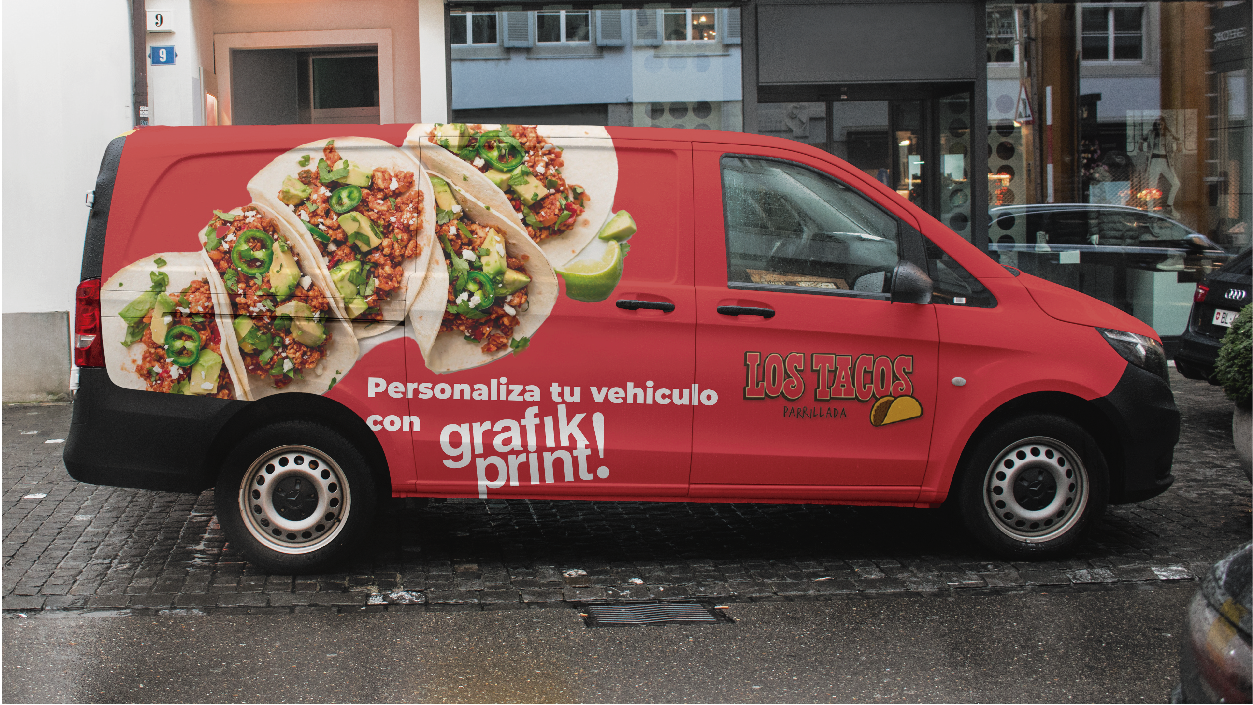 9
9
Personaliza tu vehiculo
con grafik
print!
LOS TACOS
PARRILLADA